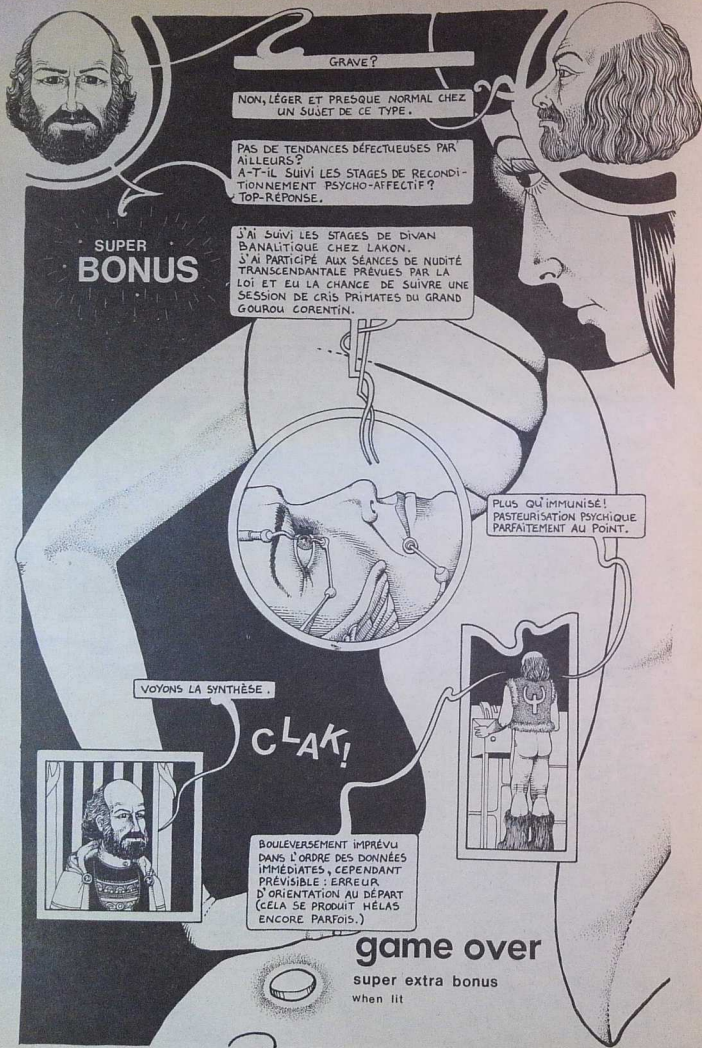 GRAVE?
NON, LÉGER ET PRESQUE NORMAL CHEZ
UN SUJET DE CE TYPE.
PAS DE TENDANCES DÉFECTUEUSES PAR
AILLEURS?
A-T-IL SUIVI LES STAGES DE RECONDI-
TIONNEMENT PSYCHO-AFFECTIF?
TOP-RÉPONSE.
SUPER
BONUS
J'AI SUIVI LES STAGES DE DIVAN
BANALITIQUE CHEZ LAKON.
J'AI PARTICIPÉ AUX SÉANCES DE NUDITÉ
TRANSCENDANTALE PRÉVUES PAR LA
LOI ET EU LA CHANCE DE SUIVRE UNE
SESSION DE CRIS PRIMATES DU GRAND
GOUROU CORENTIN.
PLUS QU'IMMUNISÉ!
PASTEURISATION PSYCHIQUE
PARFAITEMENT AU POINT.
VOYONS LA SYNTHÈSE.
CLAK!
BOULEVERSEMENT IMPRÉVU
DANS L'ORDRE DES DONNÉES
IMMÉDIATES, CEPENDANT
PRÉVISIBLE : ERREUR
D'ORIENTATION AU DÉPART
(CELA SE PRODUIT HÉLAS
ENCORE PARFOIS.)
game over
super extra bonus
when lit